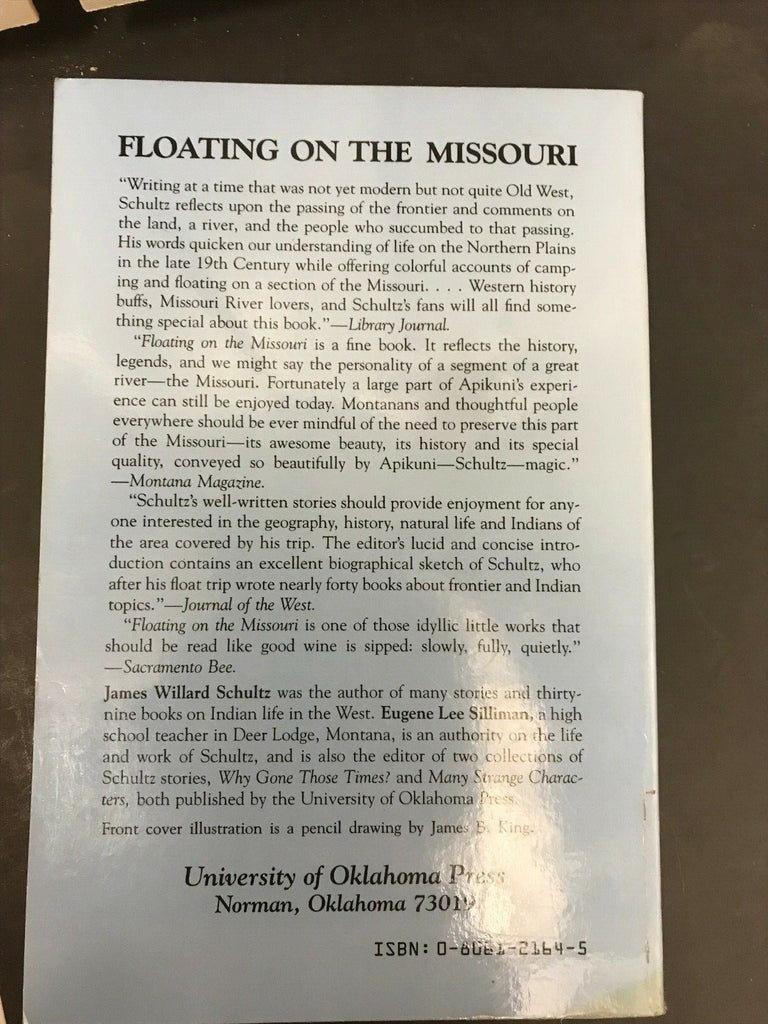 FLOATING ON THE MISSOURI
“Writing at a time that was not yet modern but not quite Old West,
Schultz reflects upon the passing of the frontier and comments on
the land, a river, and the people who succumbed to that passing.
His words quicken our understanding of life on the Northern Plains
in the late 19th Century while offering colorful accounts of camp-
ing and floating on a section of the Missouri. . . . Western history
buffs, Missouri River lovers, and Schultz's fans will all find some-
thing special about this book.”—Library Journal.
“Floating on the Missouri is a fine book. It reflects the history,
legends, and we might say the personality of a segment of a great
river—the Missouri. Fortunately a large part of Apikuni's experi-
ence can still be enjoyed today. Montanans and thoughtful people
everywhere should be ever mindful of the need to preserve this part
of the Missouri—its awesome beauty, its history and its special
quality, conveyed so beautifully by Apikuni—Schultz—magic.”
—Montana Magazine.
“Schultz's well-written stories should provide enjoyment for any-
one interested in the geography, history, natural life and Indians of
the area covered by his trip. The editor's lucid and concise intro-
duction contains an excellent biographical sketch of Schultz, who
after his float trip wrote nearly forty books about frontier and Indian
topics.”—Journal of the West.
“Floating on the Missouri is one of those idyllic little works that
should be read like good wine is sipped: slowly, fully, quietly.”
—Sacramento Bee.
James Willard Schultz was the author of many stories and thirty-
nine books on Indian life in the West. Eugene Lee Silliman, a high
school teacher in Deer Lodge, Montana, is an authority on the life
and work of Schultz, and is also the editor of two collections of
Schultz stories, Why Gone Those Times? and Many Strange Charac-
ters, both published by the University of Oklahoma Press.
Front cover illustration is a pencil drawing by James B. King.
University of Oklahoma Press
Norman, Oklahoma 73019
ISBN: 0-8061-2164-5